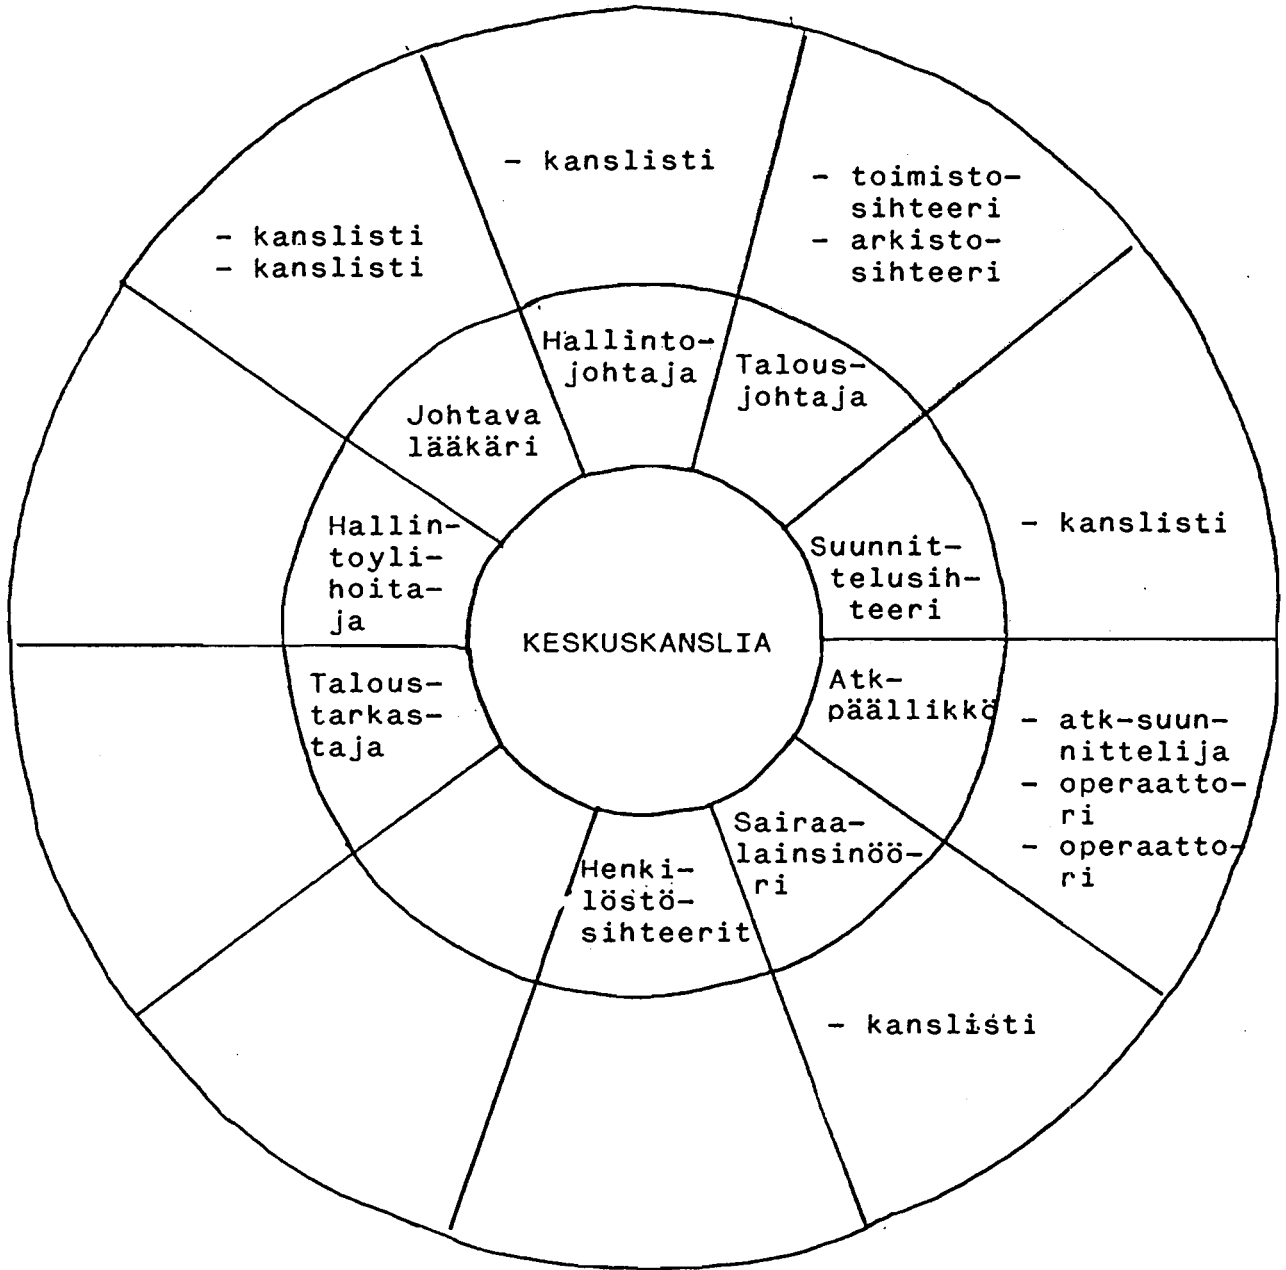 - kanslisti
- toimisto-
sihteeri
- arkisto-
sihteeri
- kanslisti
- kanslisti
Hallinto-
johtaja
Talous-
johtaja
Johtava
lääkäri
Hallin-
toyli-
hoita-
ja
Suunnit-
telusih-
teeri
- kanslisti
KESKUSKANSLIA
Talous-
tarkas-
taja
Atk-
päällikkö
- atk-suun-
nittelija
- operaatto-
ri
- operaatto-
ri
Sairaa-
lainsinöö-
ri
Henki-
löstö-
sihteerit
- kanslisti